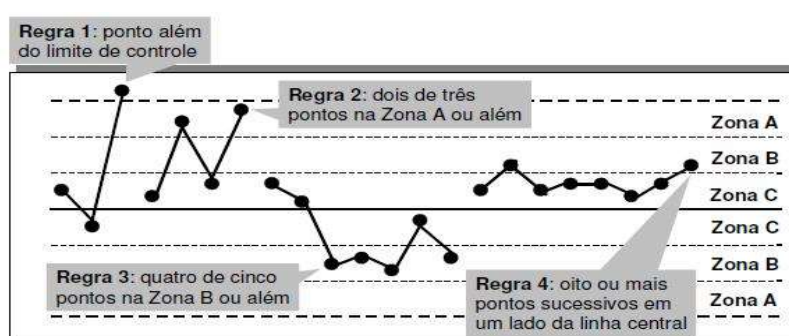 Regra 1: ponto além
do limite de controle
Regra 2: dois de três
pontos na Zona A ou além
Zona A
Zona B
Zona C
Zona C
Zona B
Zona A
Regra 3: quatro de cinco
pontos na Zona B ou além
Regra 4: oito ou mais
pontos sucessivos em
um lado da linha central